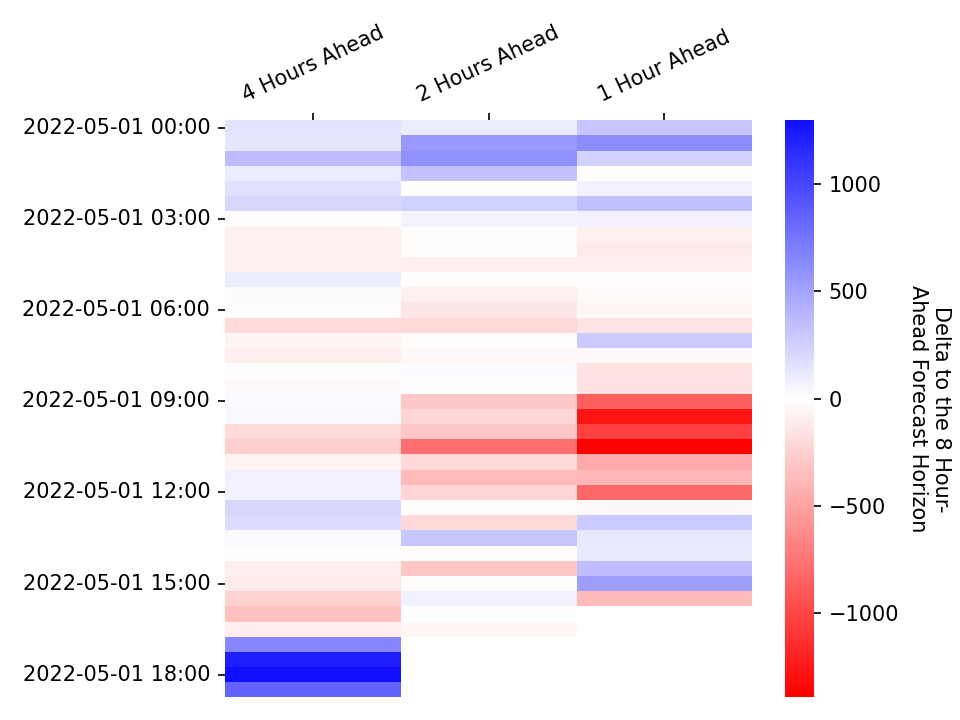 4 Hours Ahead
2 Hours Ahead
1 Hour Ahead
2022-05-01 00:00
2022-05-01 03:00
2022-05-01 06:00
2022-05-01 09:00
2022-05-01 12:00
2022-05-01 15:00
2022-05-01 18:00
1000
500
0
−500
−1000
Delta to the 8 Hour-
Ahead Forecast Horizon